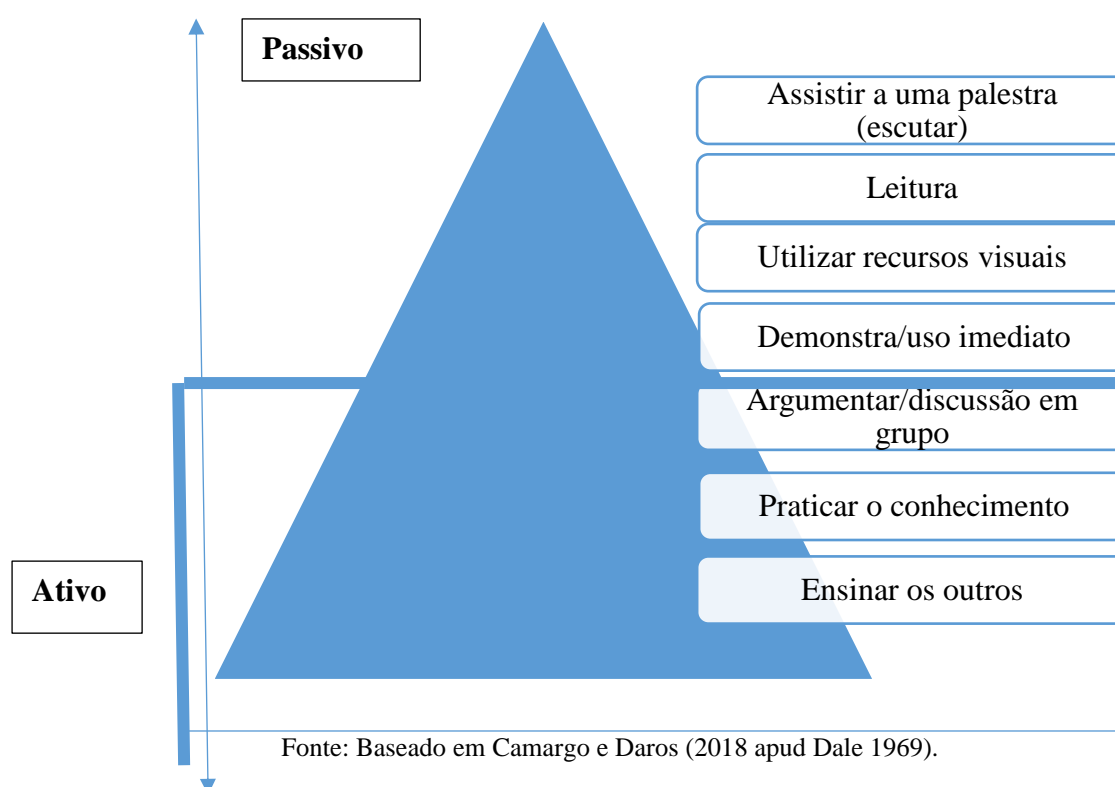 Passivo
Assistir a uma palestra
(escutar)
Leitura
Utilizar recursos visuais
Demonstra/uso imediato
Argumentar/discussão em
grupo
Praticar o conhecimento
Ativo
Ensinar os outros
Fonte: Baseado em Camargo e Daros (2018 apud Dale 1969).